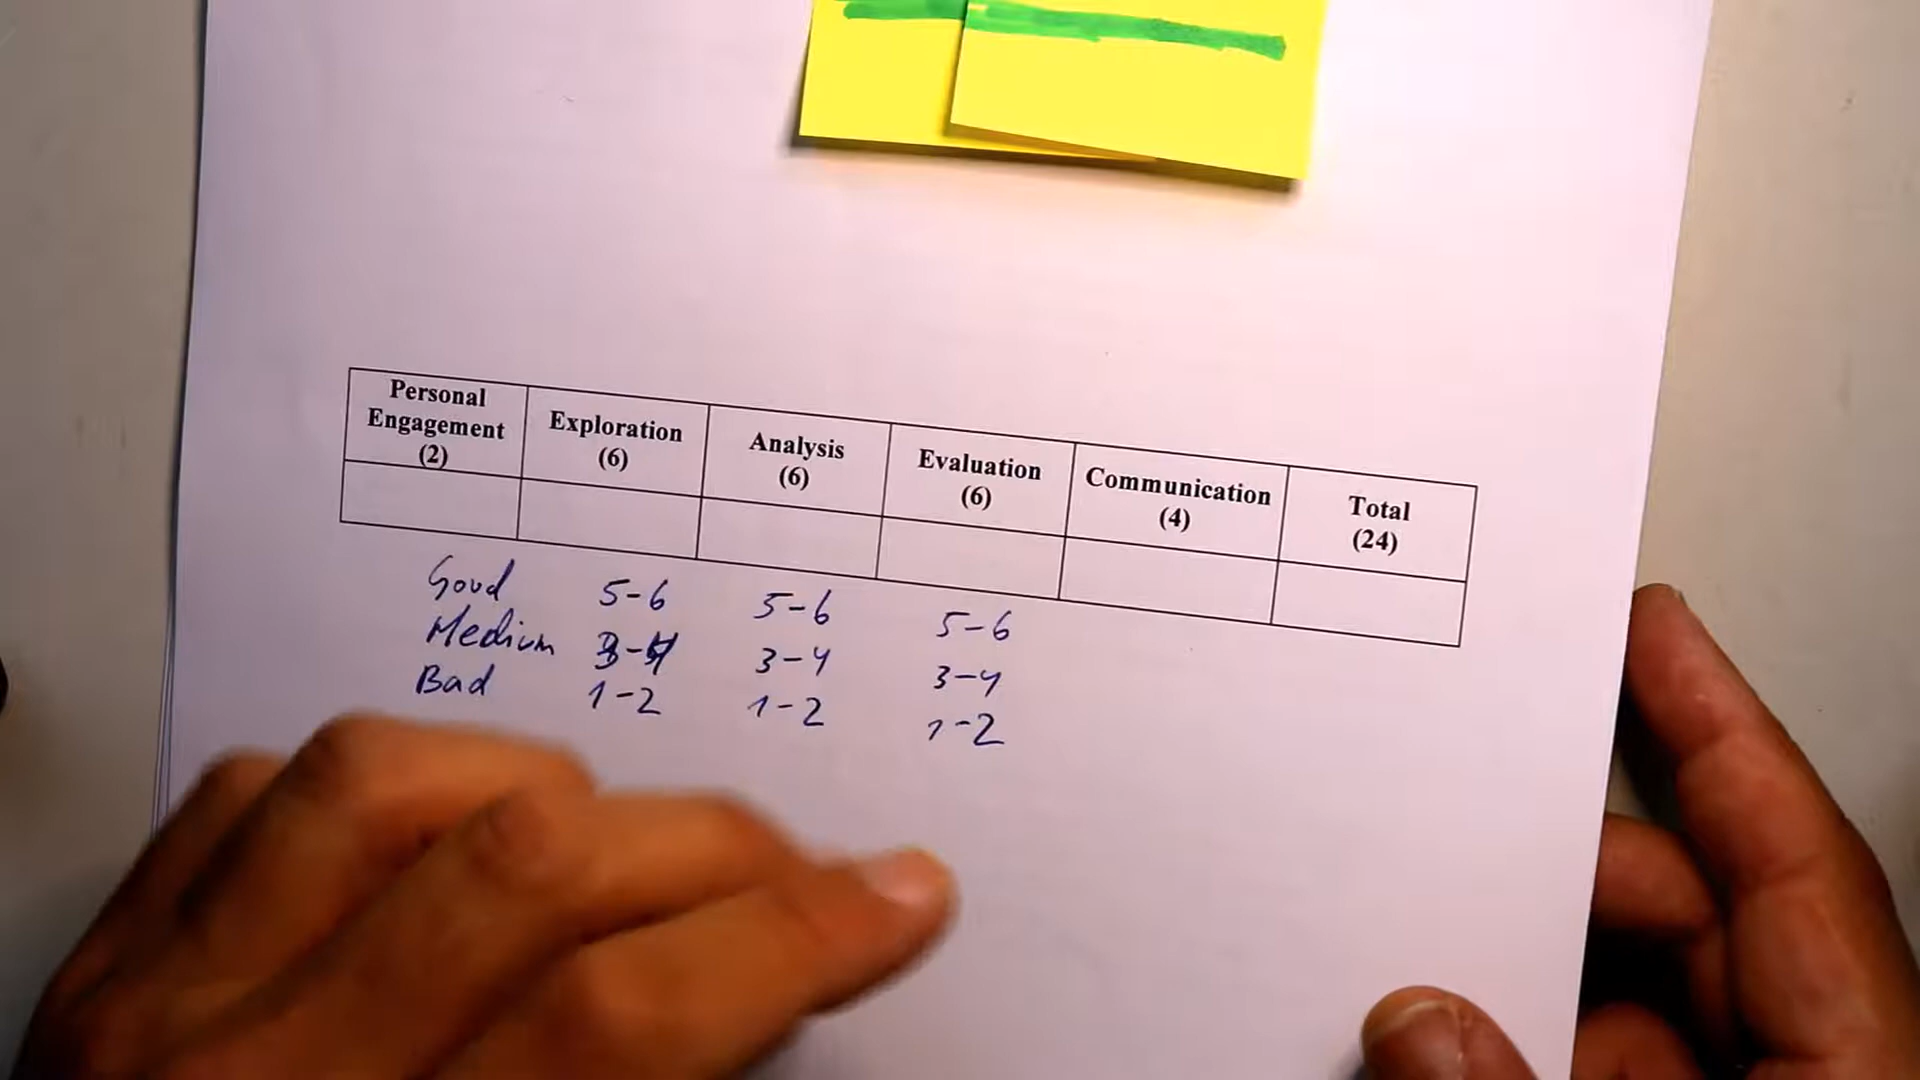 Personal Engagement (2) Exploration (6) Analysis (6) Evaluation (6) Communication (4) Total (24)
Good 5-6 5-6 5-6
Medium 3-4 3-4 3-4
Bad 1-2 1-2 1-2